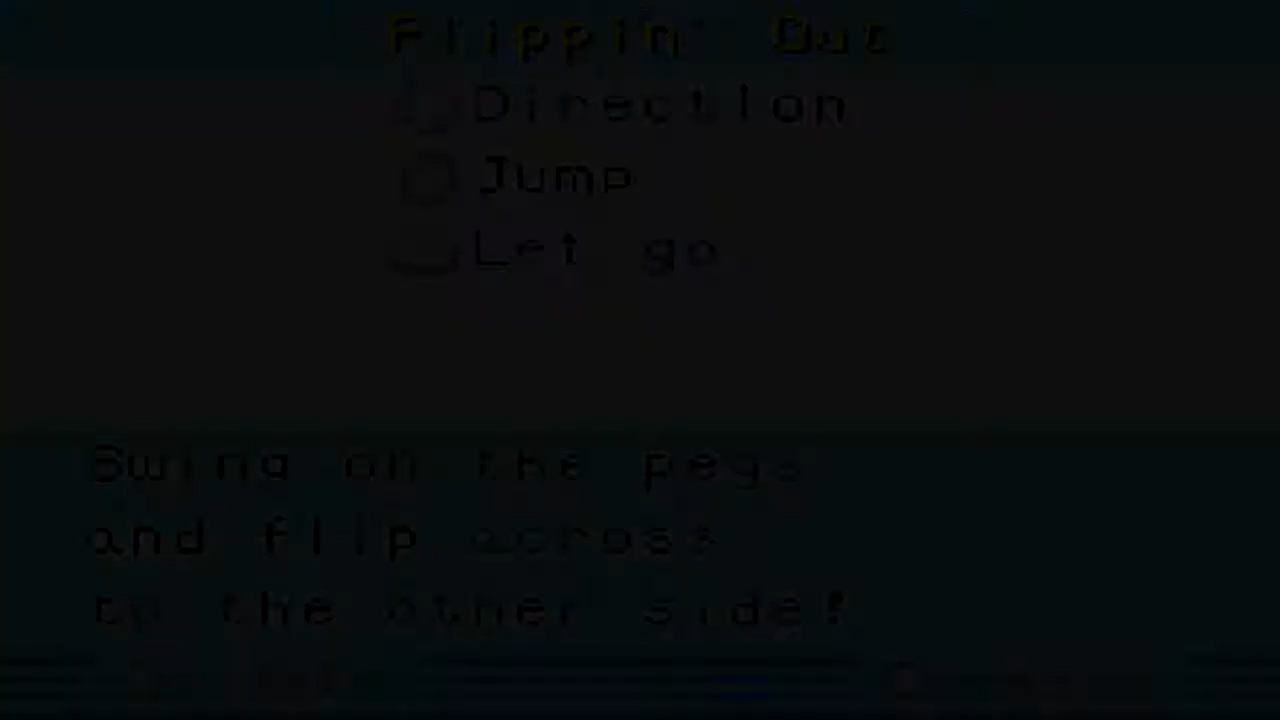 Flippin' Out
Direction
Jump
Let go
Swing on the pegs
and flip across
to the other side!